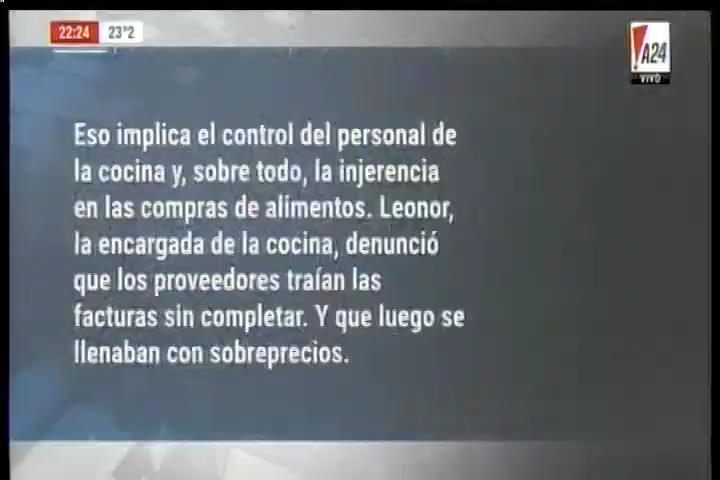 22:24 23°2
A24
VIVO
Eso implica el control del personal de
la cocina y, sobre todo, la injerencia
en las compras de alimentos. Leonor,
la encargada de la cocina, denunció
que los proveedores traían las
facturas sin completar. Y que luego se
llenaban con sobreprecios.